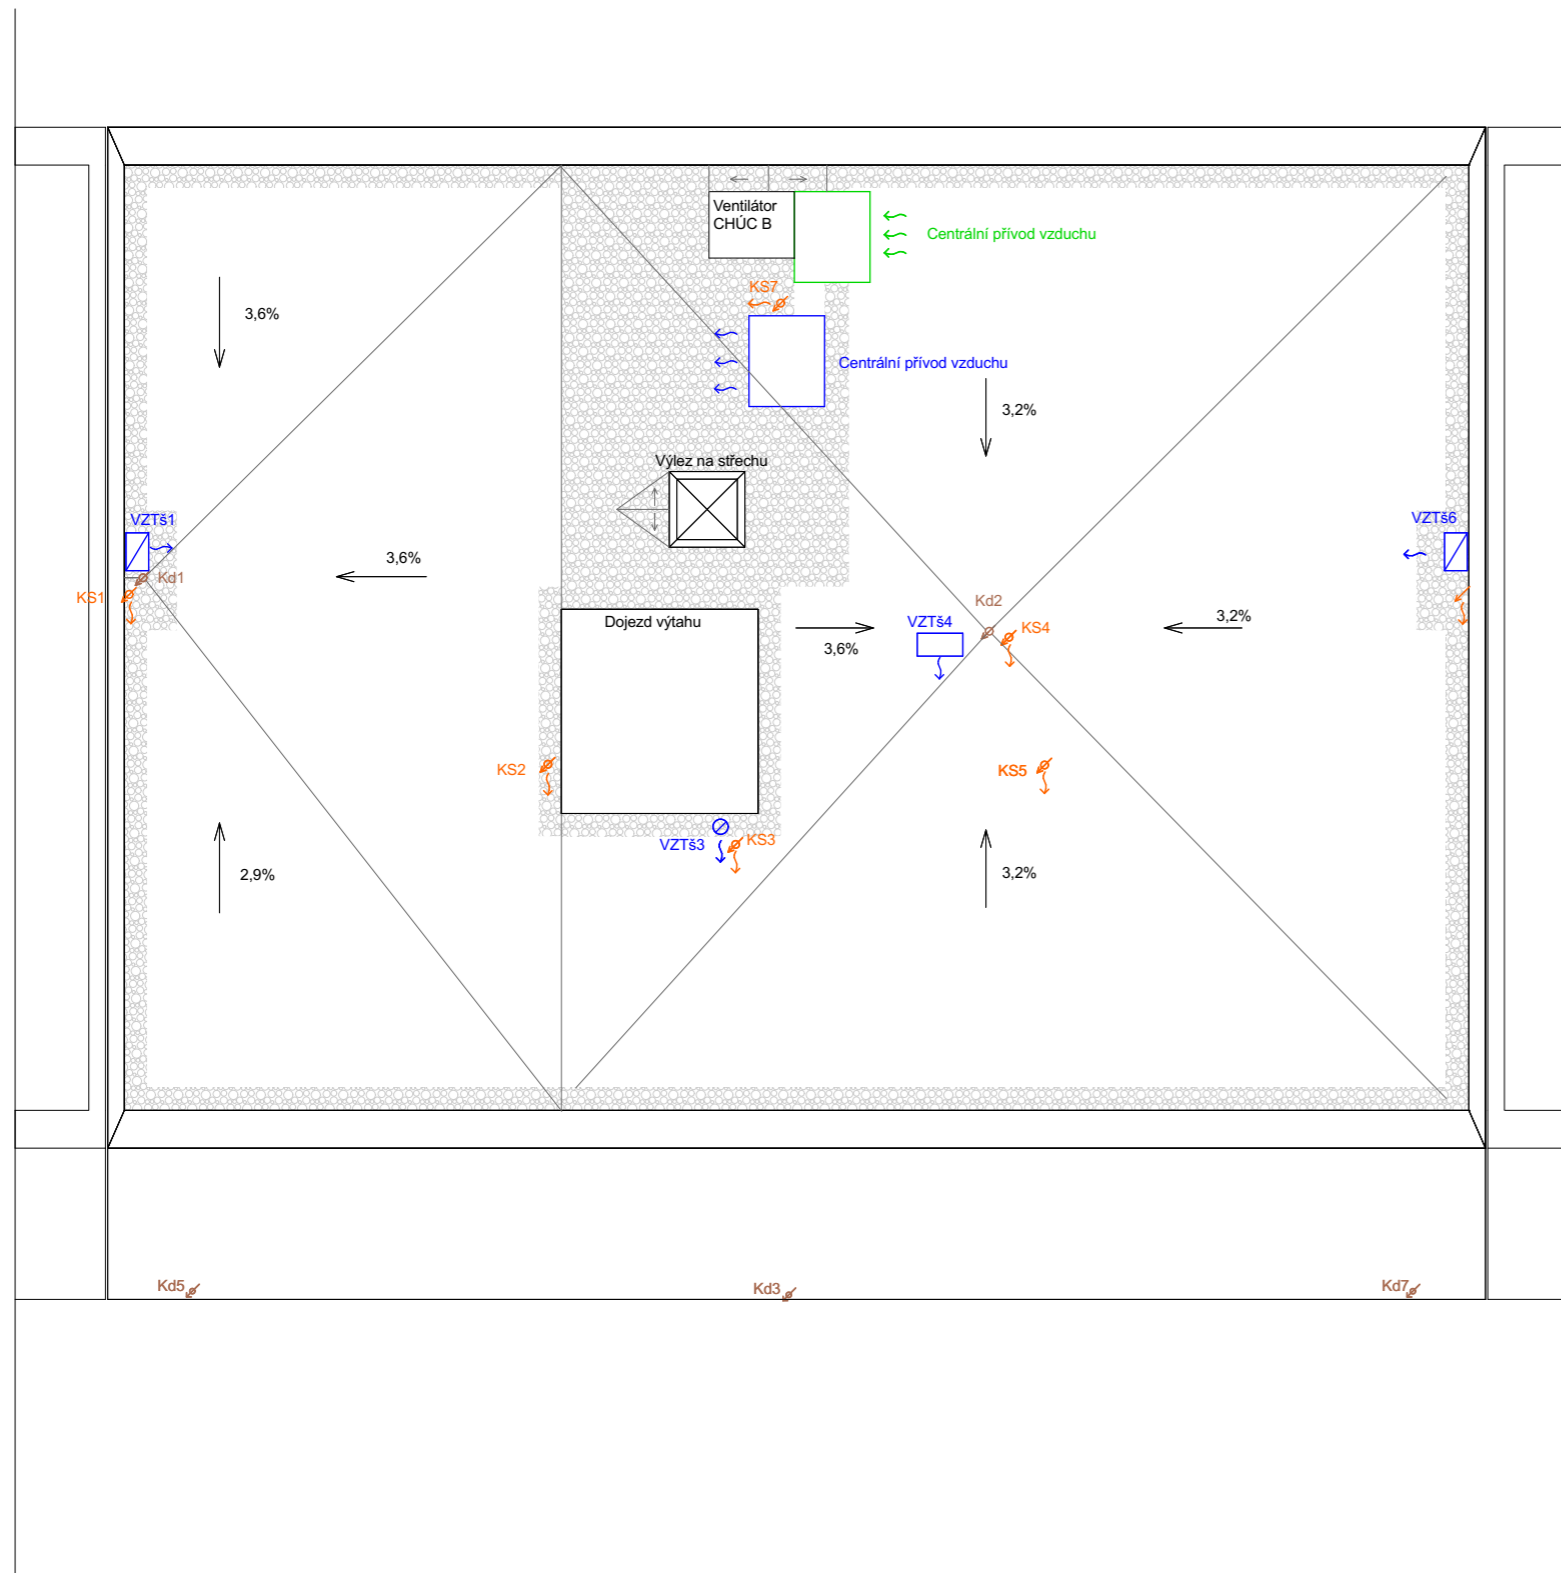 Ventilátor
CHÚC B
Centrální přívod vzduchu
KS7
3,6%
Centrální přívod vzduchu
3,2%
Výlez na střechu
VZTš1
VZTš6
3,6%
Kd1
KS1
Kd2
Dojezd výtahu
VZTš4
KS4
3,2%
3,6%
KS2
KS5
VZTš3
KS3
2,9%
3,2%
Kd5
Kd3
Kd7